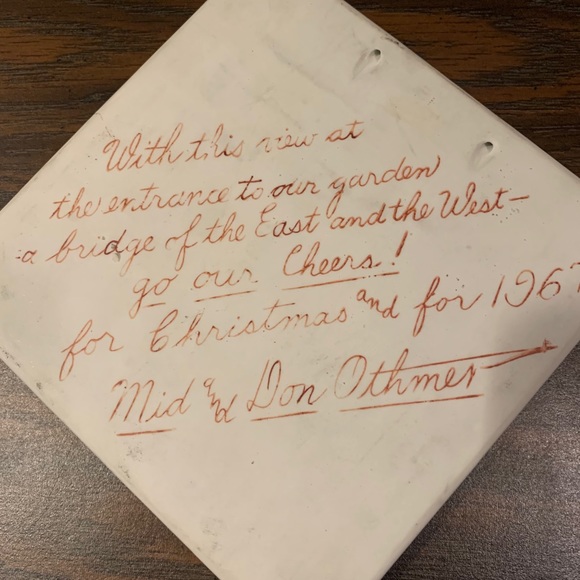 With this view at
the entrance to our garden
-a bridge of the East and the West-
go our Cheers!
for Christmas and for 1967
Mid and Don Othmer